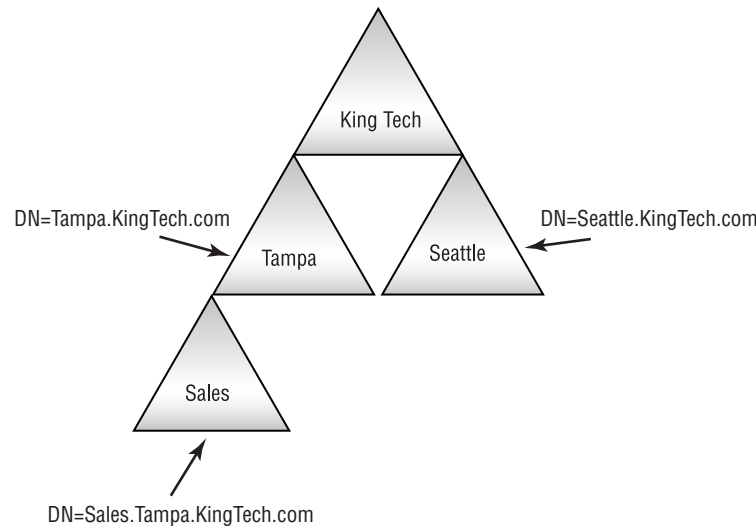 King Tech
DN=Tampa.KingTech.com
DN=Seattle.KingTech.com
Tampa
Seattle
Sales
DN=Sales.Tampa.KingTech.com